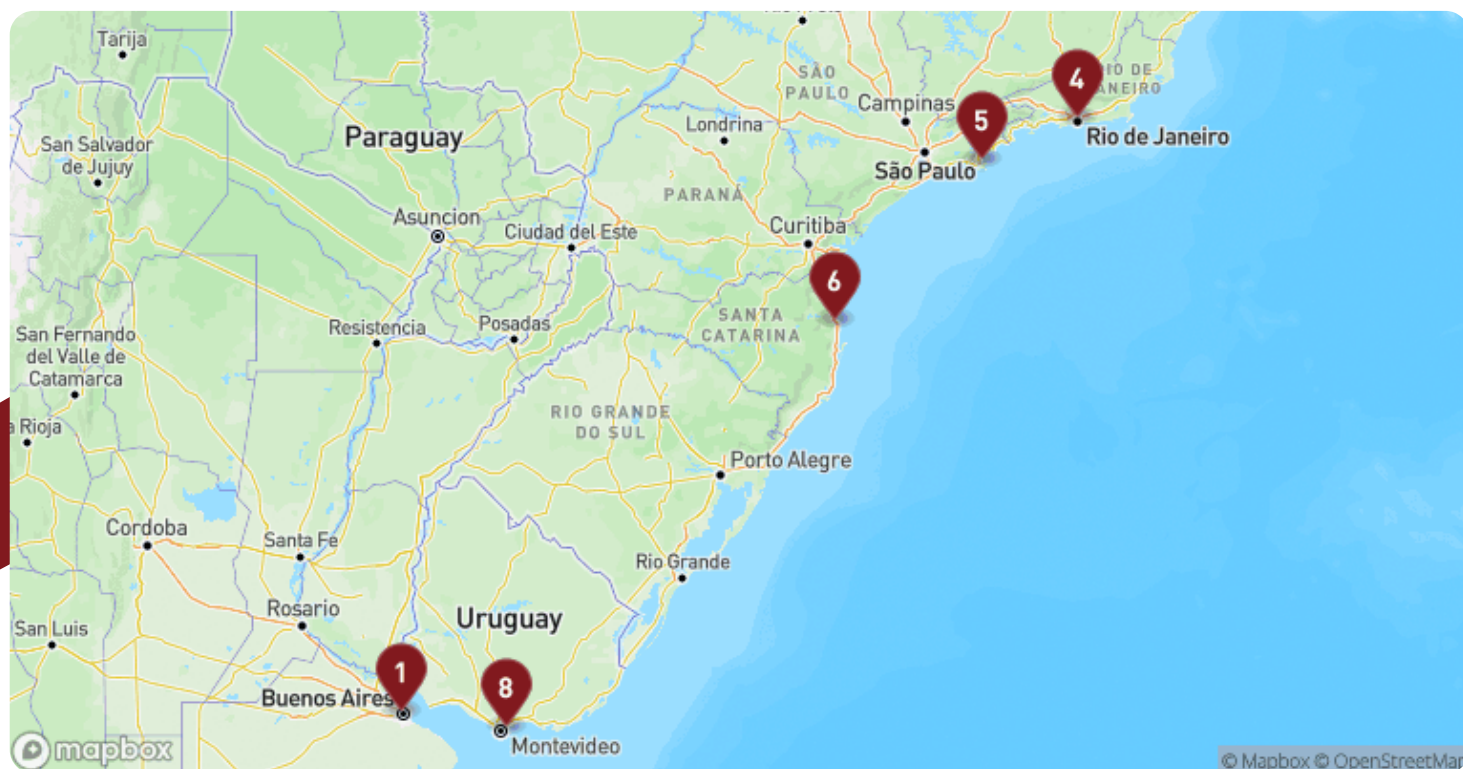 Tarija
SÃO
PAULO
4
RIO DE
JANEIRO
5
Campinas
Rio de Janeiro
Londrina
Paraguay
São Paulo
San Salvador
de Jujuy
PARANÁ
Asuncion
Ciudad del Este
Curitiba
6
SANTA
CATARINA
Resistencia
Posadas
San Fernando
del Valle de
Catamarca
RIO GRANDE
DO SUL
a Rioja
Porto Alegre
Cordoba
Santa Fe
Rio Grande
Rosario
Uruguay
San Luis
1
8
Buenos Aires
Montevideo
mapbox
© Mapbox © OpenStreetMap